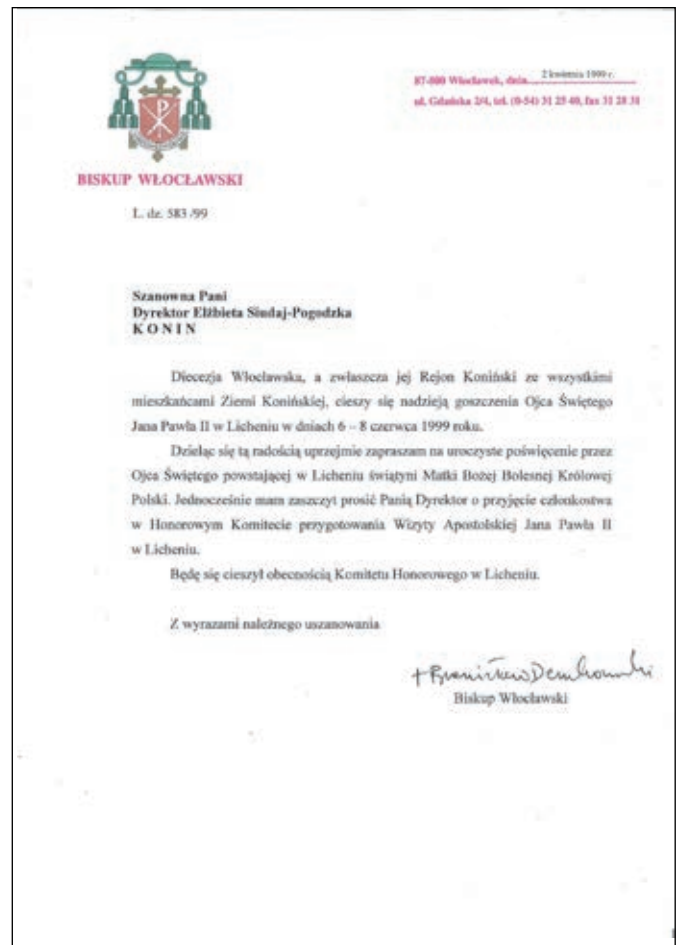 87-800 Włocławek, dnia 2 kwietnia 1999 r.
ul. Gdańska 2/4, tel. (0-54) 31 25 40, fax 31 28 31
BISKUP WŁOCŁAWSKI
L. dz. 583 /99
Szanowna Pani
Dyrektor Elżbieta Siudaj-Pogodzka
K O N I N
Diecezja Włocławska, a zwłaszcza jej Rejon Koniński ze wszystkimi
mieszkańcami Ziemi Konińskiej, cieszy się nadzieją goszczenia Ojca Świętego
Jana Pawła II w Licheniu w dniach 6 – 8 czerwca 1999 roku.
Dzieląc się tą radością uprzejmie zapraszam na uroczyste poświęcenie przez
Ojca Świętego powstającej w Licheniu świątyni Matki Bożej Bolesnej Królowej
Polski. Jednocześnie mam zaszczyt prosić Panią Dyrektor o przyjęcie członkostwa
w Honorowym Komitecie przygotowania Wizyty Apostolskiej Jana Pawła II
w Licheniu.
Będę się cieszył obecnością Komitetu Honorowego w Licheniu.
Z wyrazami należnego uszanowania
+ Bronisław Dembowski
Biskup Włocławski